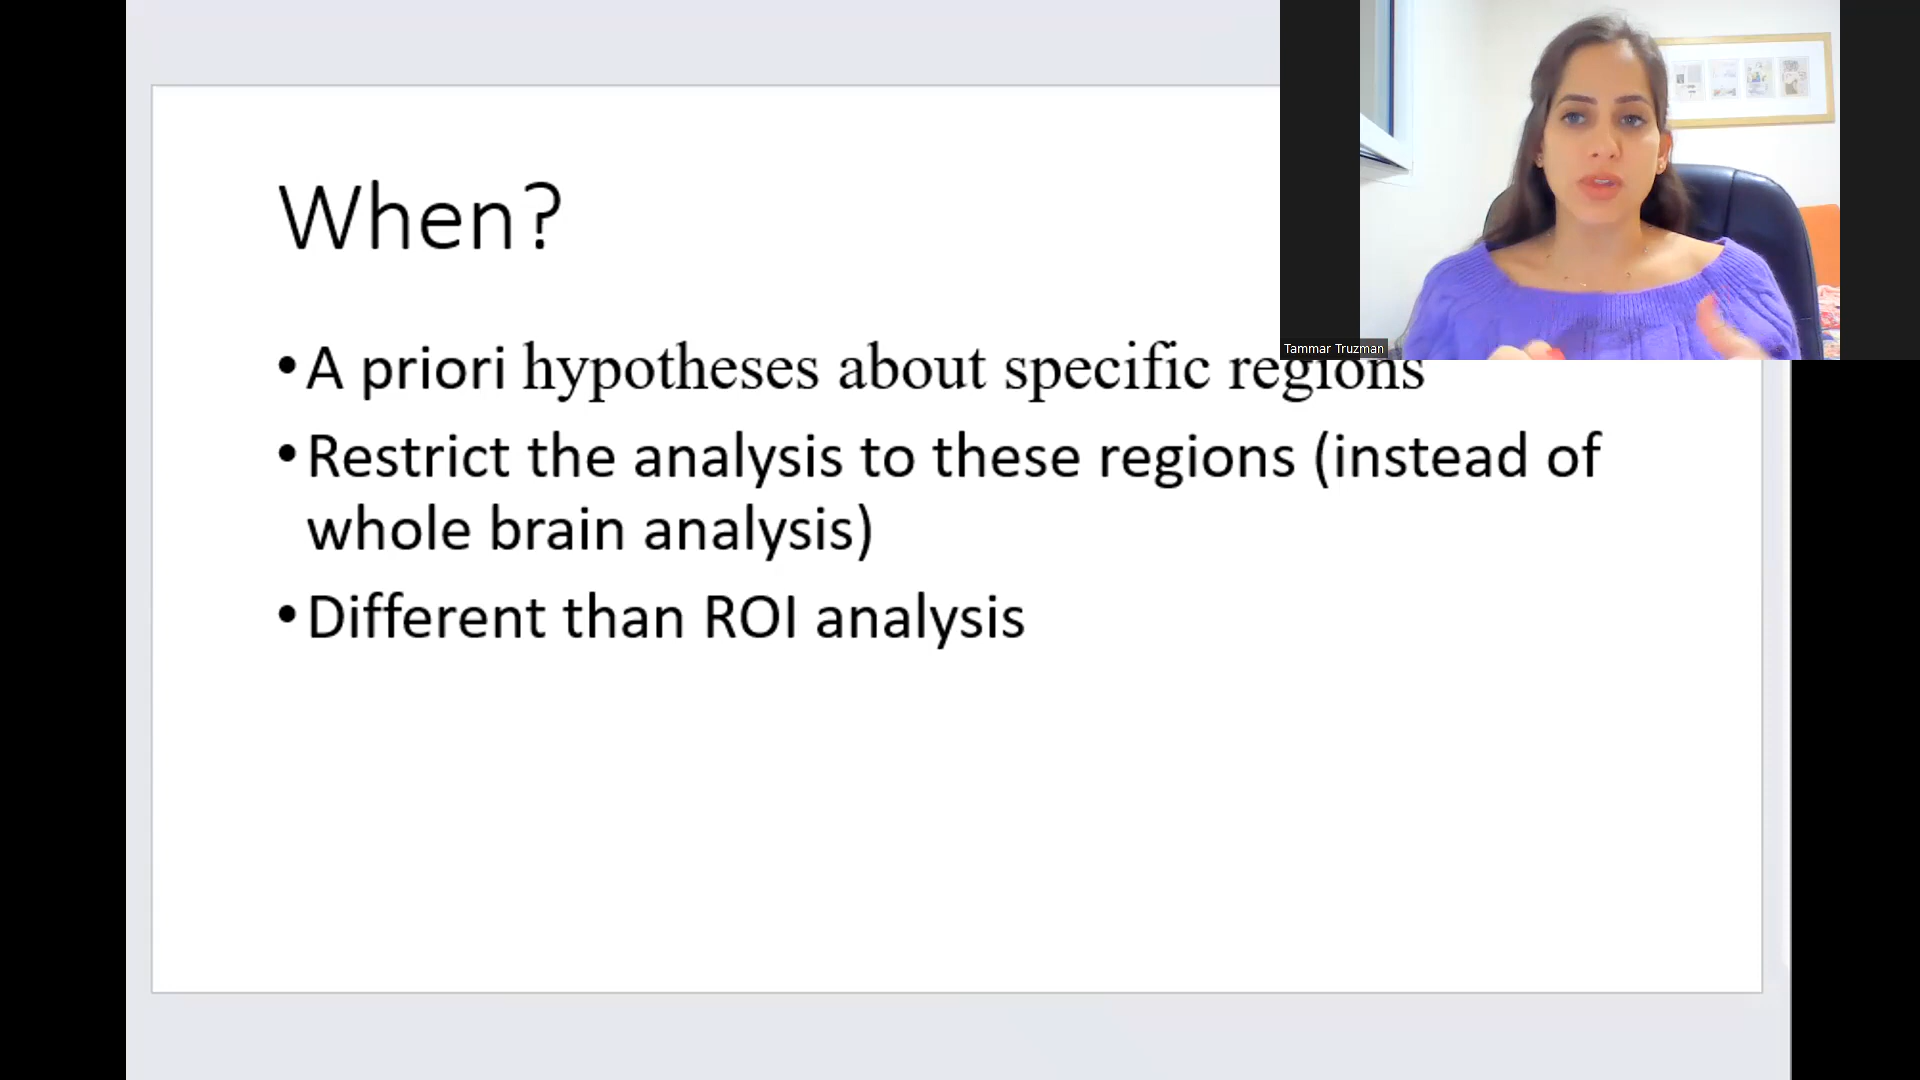 When?
• A priori hypotheses about specific regions
• Restrict the analysis to these regions (instead of
whole brain analysis)
• Different than ROI analysis
Tammar Truzman